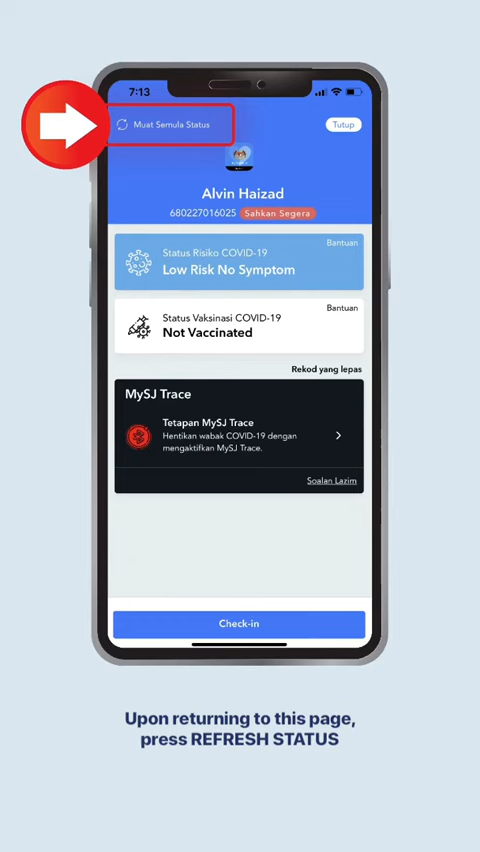 7:13
Muat Semula Status
Tutup
Alvin Haizad
680227016025 Sahkan Segera
Bantuan
Status Risiko COVID-19
Low Risk No Symptom
Bantuan
Status Vaksinasi COVID-19
Not Vaccinated
Rekod yang lepas
MySJ Trace
Tetapan MySJ Trace
Hentikan wabak COVID-19 dengan
mengaktifkan MySJ Trace.
Soalan Lazim
Check-in
Upon returning to this page,
press REFRESH STATUS